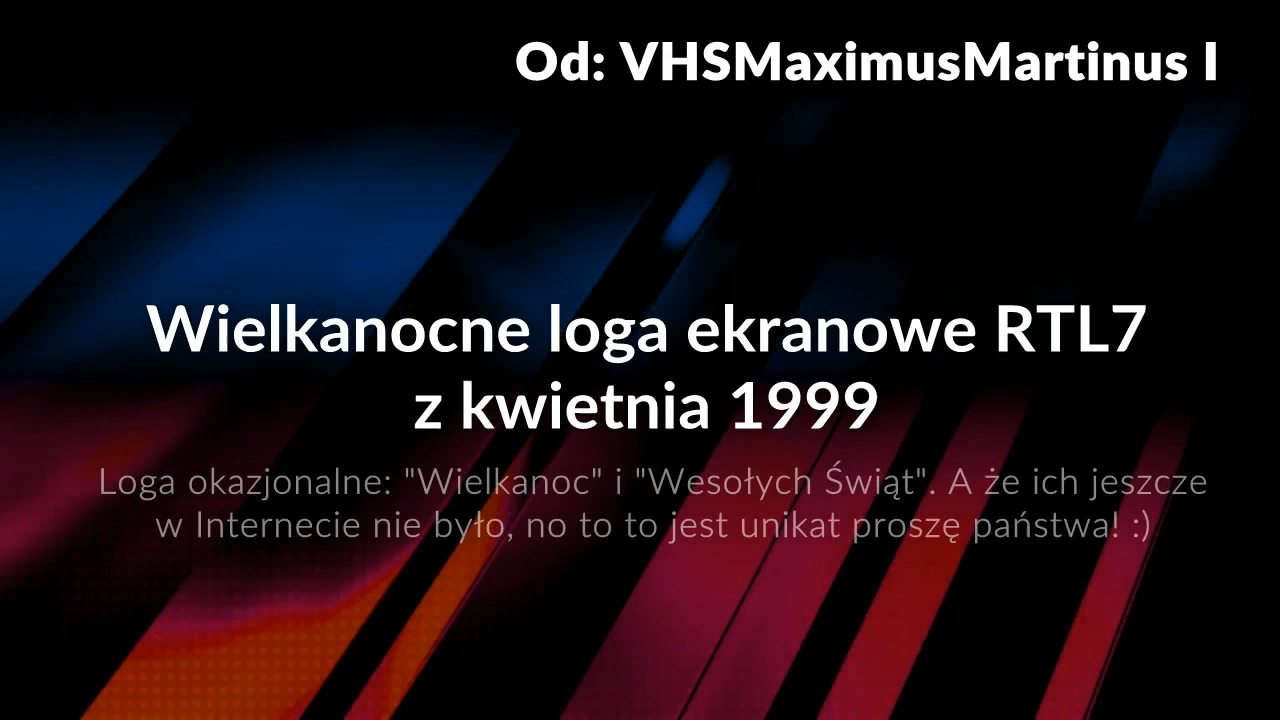 Od: VHSMaximusMartinus I
Wielkanocne loga ekranowe RTL7
z kwietnia 1999
Loga okazjonalne: "Wielkanoc" i "Wesołych Świąt". A że ich jeszcze
w Internecie nie było, no to to jest unikat proszę państwa! :)